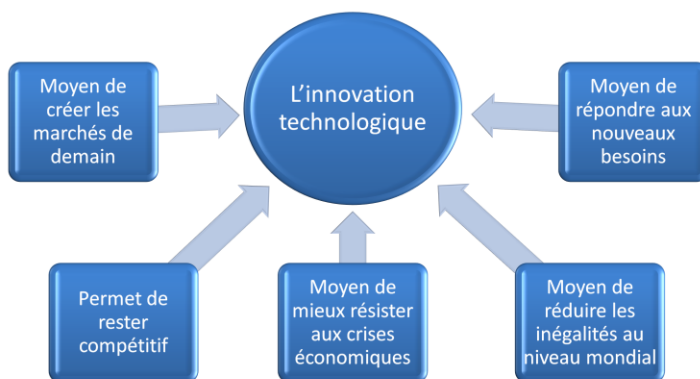 L'innovation
technologique
Moyen de
créer les
marchés de
demain
Moyen de
répondre aux
nouveaux
besoins
Permet de
rester
compétitif
Moyen de
mieux résister
aux crises
économiques
Moyen de
réduire les
inégalités au
niveau mondial